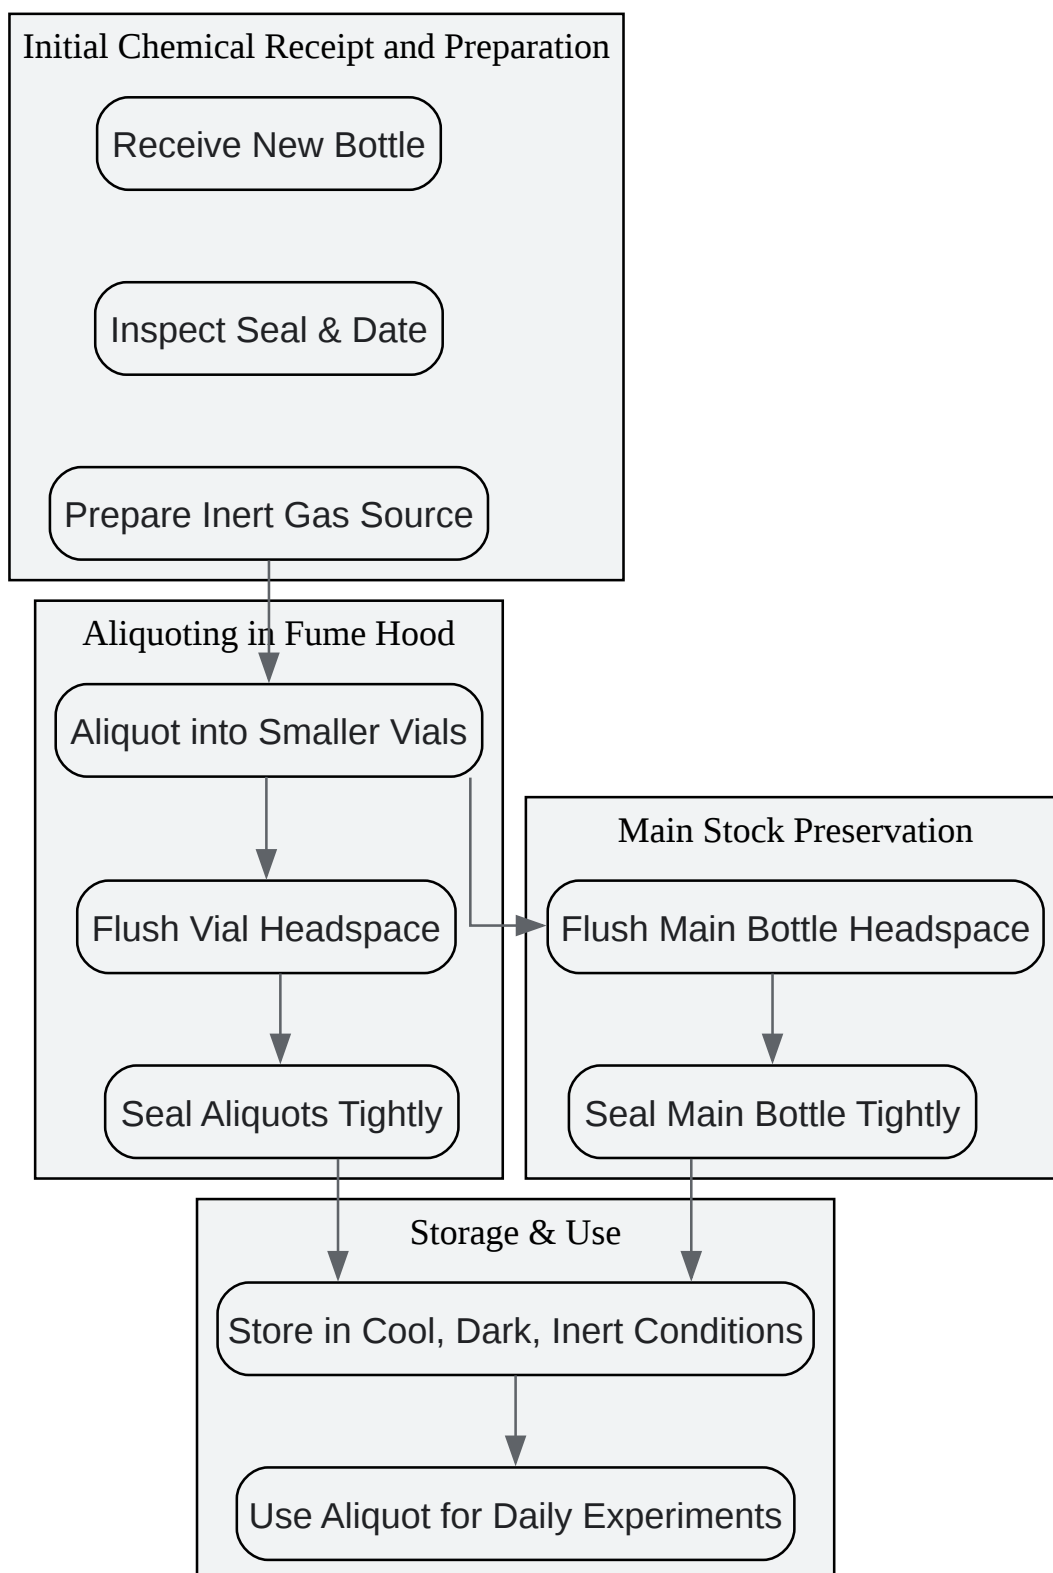 Initial Chemical Receipt and Preparation
Receive New Bottle
Inspect Seal & Date
Prepare Inert Gas Source
Aliquoting in Fume Hood
Aliquot into Smaller Vials
Flush Vial Headspace
Seal Aliquots Tightly
Main Stock Preservation
Flush Main Bottle Headspace
Seal Main Bottle Tightly
Storage & Use
Store in Cool, Dark, Inert Conditions
Use Aliquot for Daily Experiments